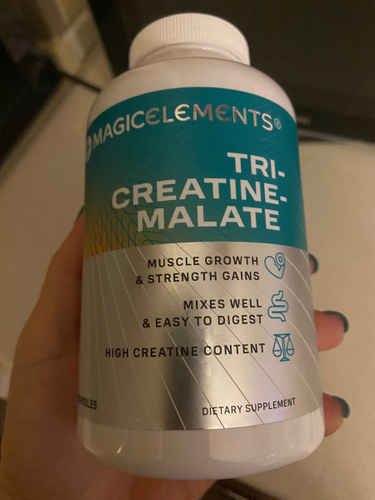 MAGICELEMENTS®
TRI-
CREATINE-
MALATE
MUSCLE GROWTH
& STRENGTH GAINS
MIXES WELL
& EASY TO DIGEST
HIGH CREATINE CONTENT
DIETARY SUPPLEMENT